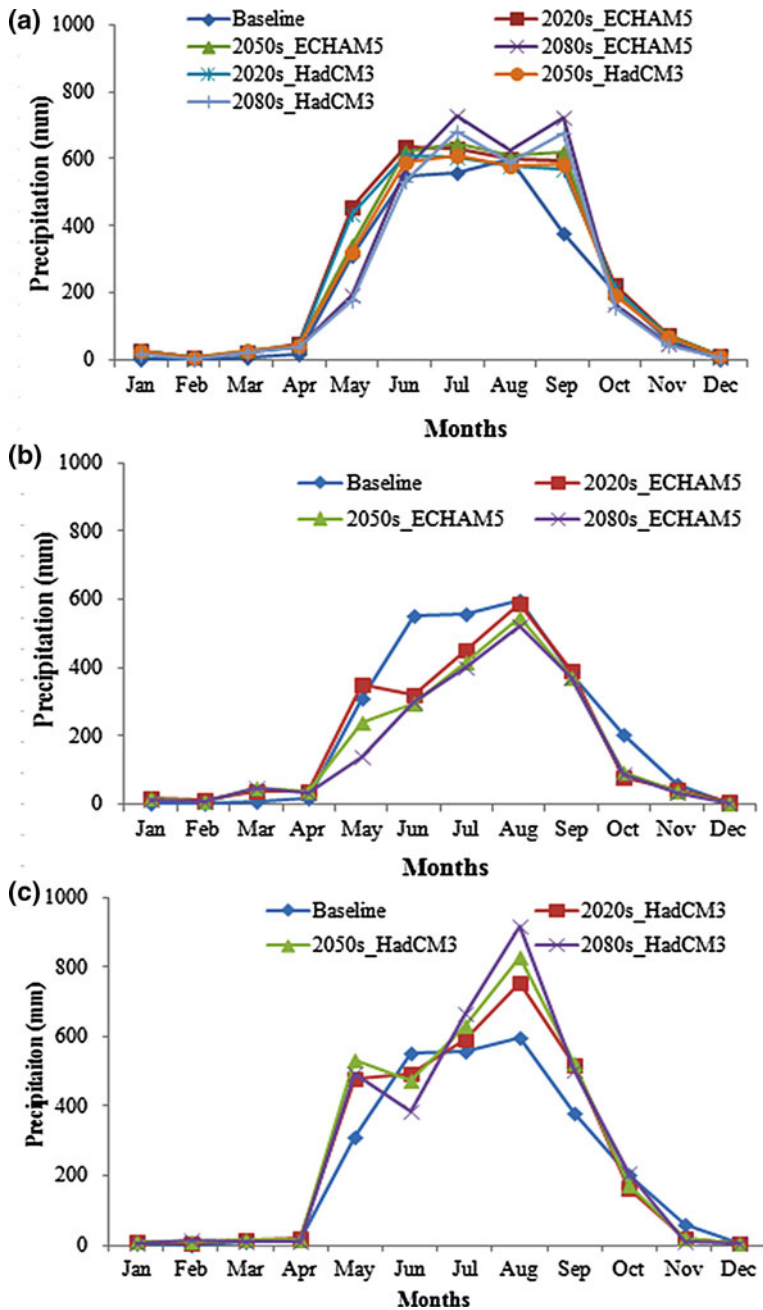 (a)
Baseline 2020s_ECHAM5
2050s_ECHAM5 2080s_ECHAM5
2020s_HadCM3 2050s_HadCM3
2080s_HadCM3
Precipitation (mm)
1000
800
600
400
200
0
Jan Feb Mar Apr May Jun Jul Aug Sep Oct Nov Dec
Months
(b)
Baseline 2020s_ECHAM5
2050s_ECHAM5 2080s_ECHAM5
Precipitation (mm)
1000
800
600
400
200
0
Jan Feb Mar Apr May Jun Jul Aug Sep Oct Nov Dec
Months
(c)
Baseline 2020s_HadCM3
2050s_HadCM3 2080s_HadCM3
Precipitaiton (mm)
1000
800
600
400
200
0
Jan Feb Mar Apr May Jun Jul Aug Sep Oct Nov Dec
Months